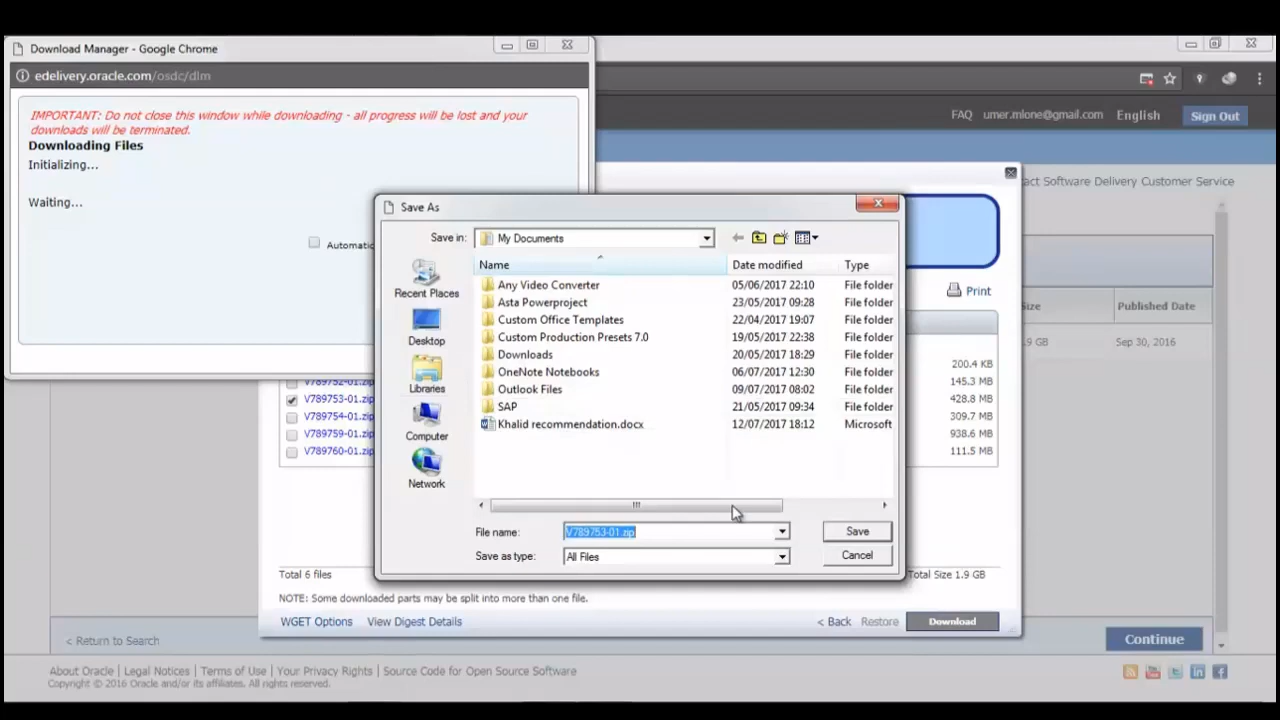 Download Manager - Google Chrome
edelivery.oracle.com/osdc/dlm
IMPORTANT: Do not close this window while downloading - all progress will be lost and your
downloads will be terminated.
Downloading Files
Initializing...
Waiting...
Automatic
FAQ umer.mlone@gmail.com English Sign Out
act Software Delivery Customer Service
Print
Size Published Date
9 GB Sep 30, 2016
Save As
Save in: My Documents
Recent Places
Desktop
Libraries
Computer
Network
Name Date modified Type
Any Video Converter 05/06/2017 22:10 File folder
Asta Powerproject 23/05/2017 09:28 File folder
Custom Office Templates 22/04/2017 19:07 File folder
Custom Production Presets 7.0 19/05/2017 22:38 File folder
Downloads 20/05/2017 18:29 File folder
OneNote Notebooks 06/07/2017 12:30 File folder
Outlook Files 09/07/2017 08:02 File folder
SAP 21/05/2017 09:34 File folder
Khalid recommendation.docx 12/07/2017 18:12 Microsoft
File name: V789753-01.zip Save
Save as type: All Files Cancel
200.4 KB
V789752-01.zip 145.3 MB
V789753-01.zip 428.8 MB
V789754-01.zip 309.7 MB
V789759-01.zip 938.6 MB
V789760-01.zip 111.5 MB
Total 6 files Total Size 1.9 GB
NOTE: Some downloaded parts may be split into more than one file.
WGET Options View Digest Details < Back Restore Download
< Return to Search Continue
About Oracle | Legal Notices | Terms of Use | Your Privacy Rights | Source Code for Open Source Software
Copyright © 2016 Oracle and/or its affiliates. All rights reserved.